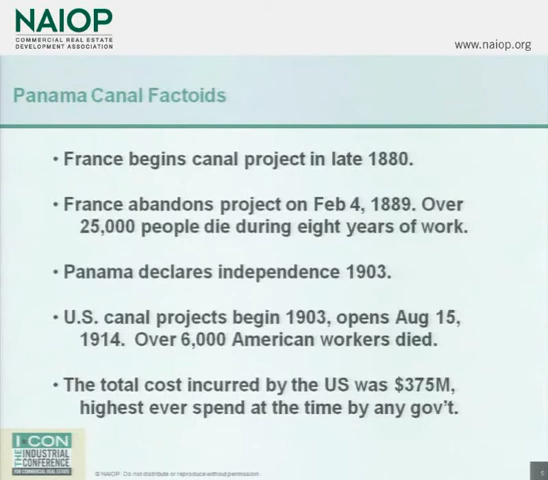 NAIOP
COMMERCIAL REAL ESTATE
DEVELOPMENT ASSOCIATION
www.naiop.org
Panama Canal Factoids
• France begins canal project in late 1880.
• France abandons project on Feb 4, 1889. Over
25,000 people die during eight years of work.
• Panama declares independence 1903.
• U.S. canal projects begin 1903, opens Aug 15,
1914. Over 6,000 American workers died.
• The total cost incurred by the US was $375M,
highest ever spend at the time by any gov't.
I.CON
THE INDUSTRIAL
CONFERENCE
FOR COMMERCIAL REAL ESTATE
© NAIOP: Do not distribute or reproduce without permission.